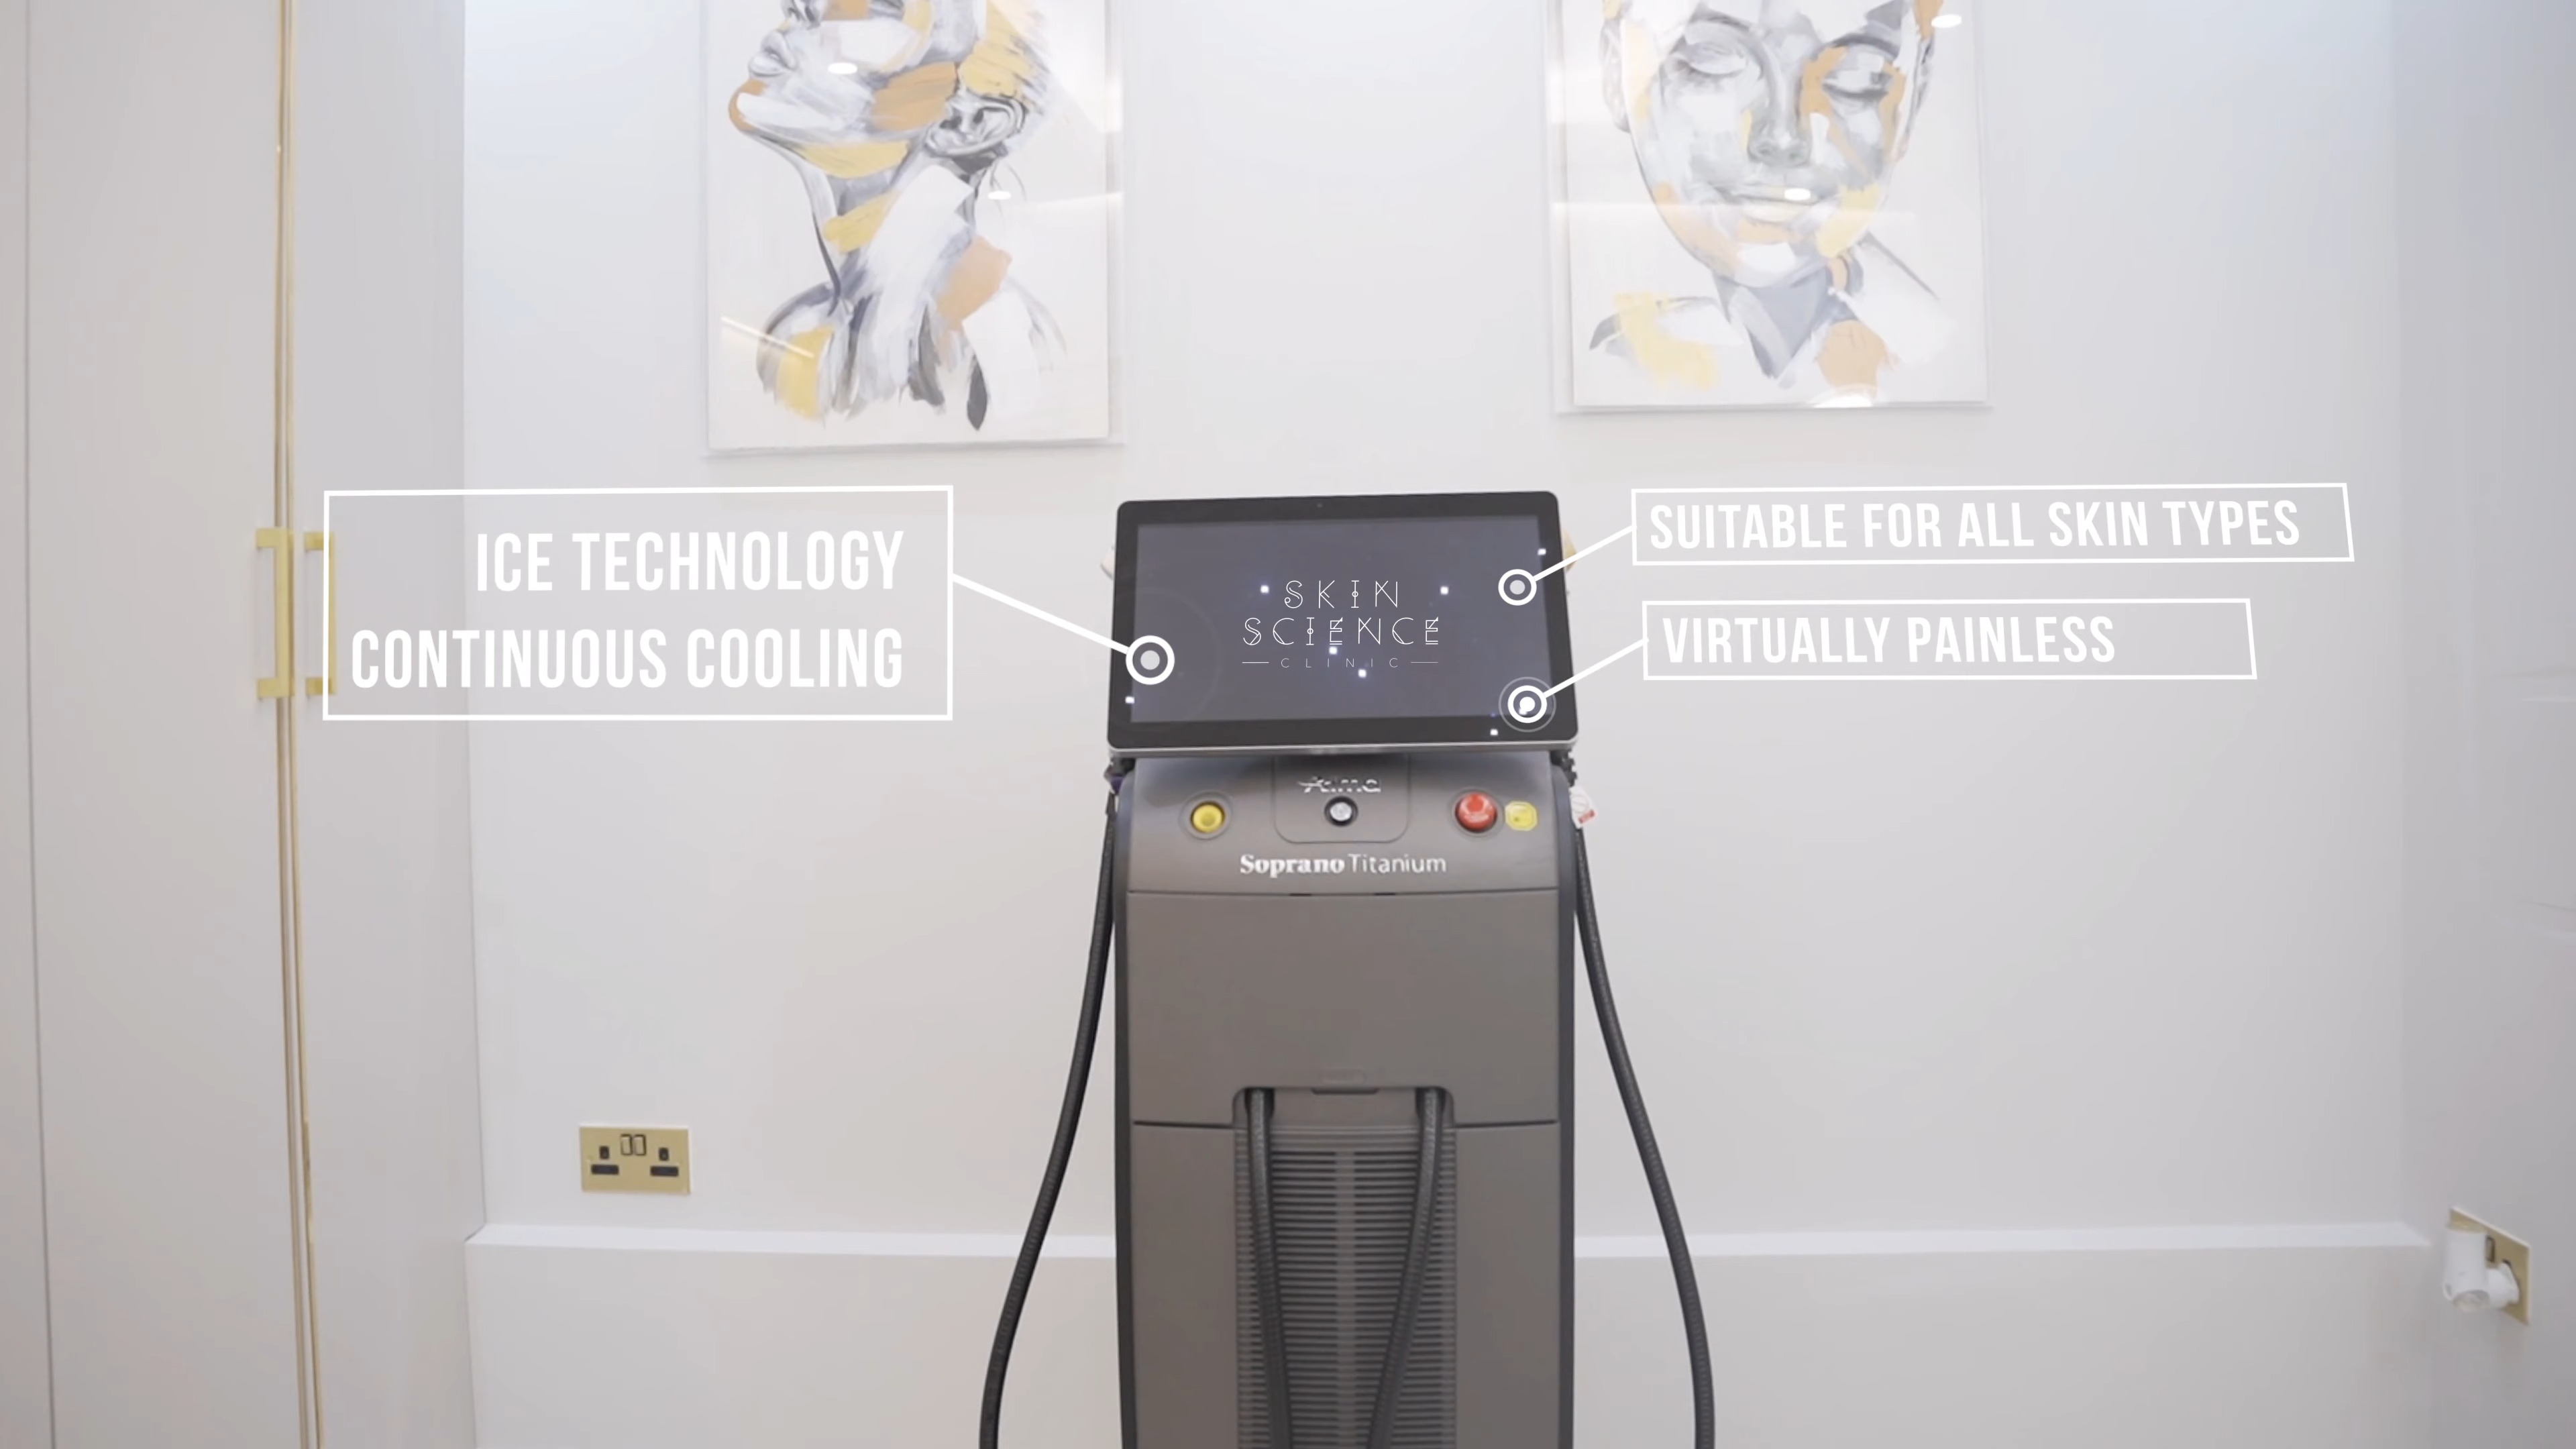 ICE TECHNOLOGY
CONTINUOUS COOLING
SUITABLE FOR ALL SKIN TYPES
VIRTUALLY PAINLESS
SKIN
SCIENCE
CLINIC
Alma
Soprano Titanium